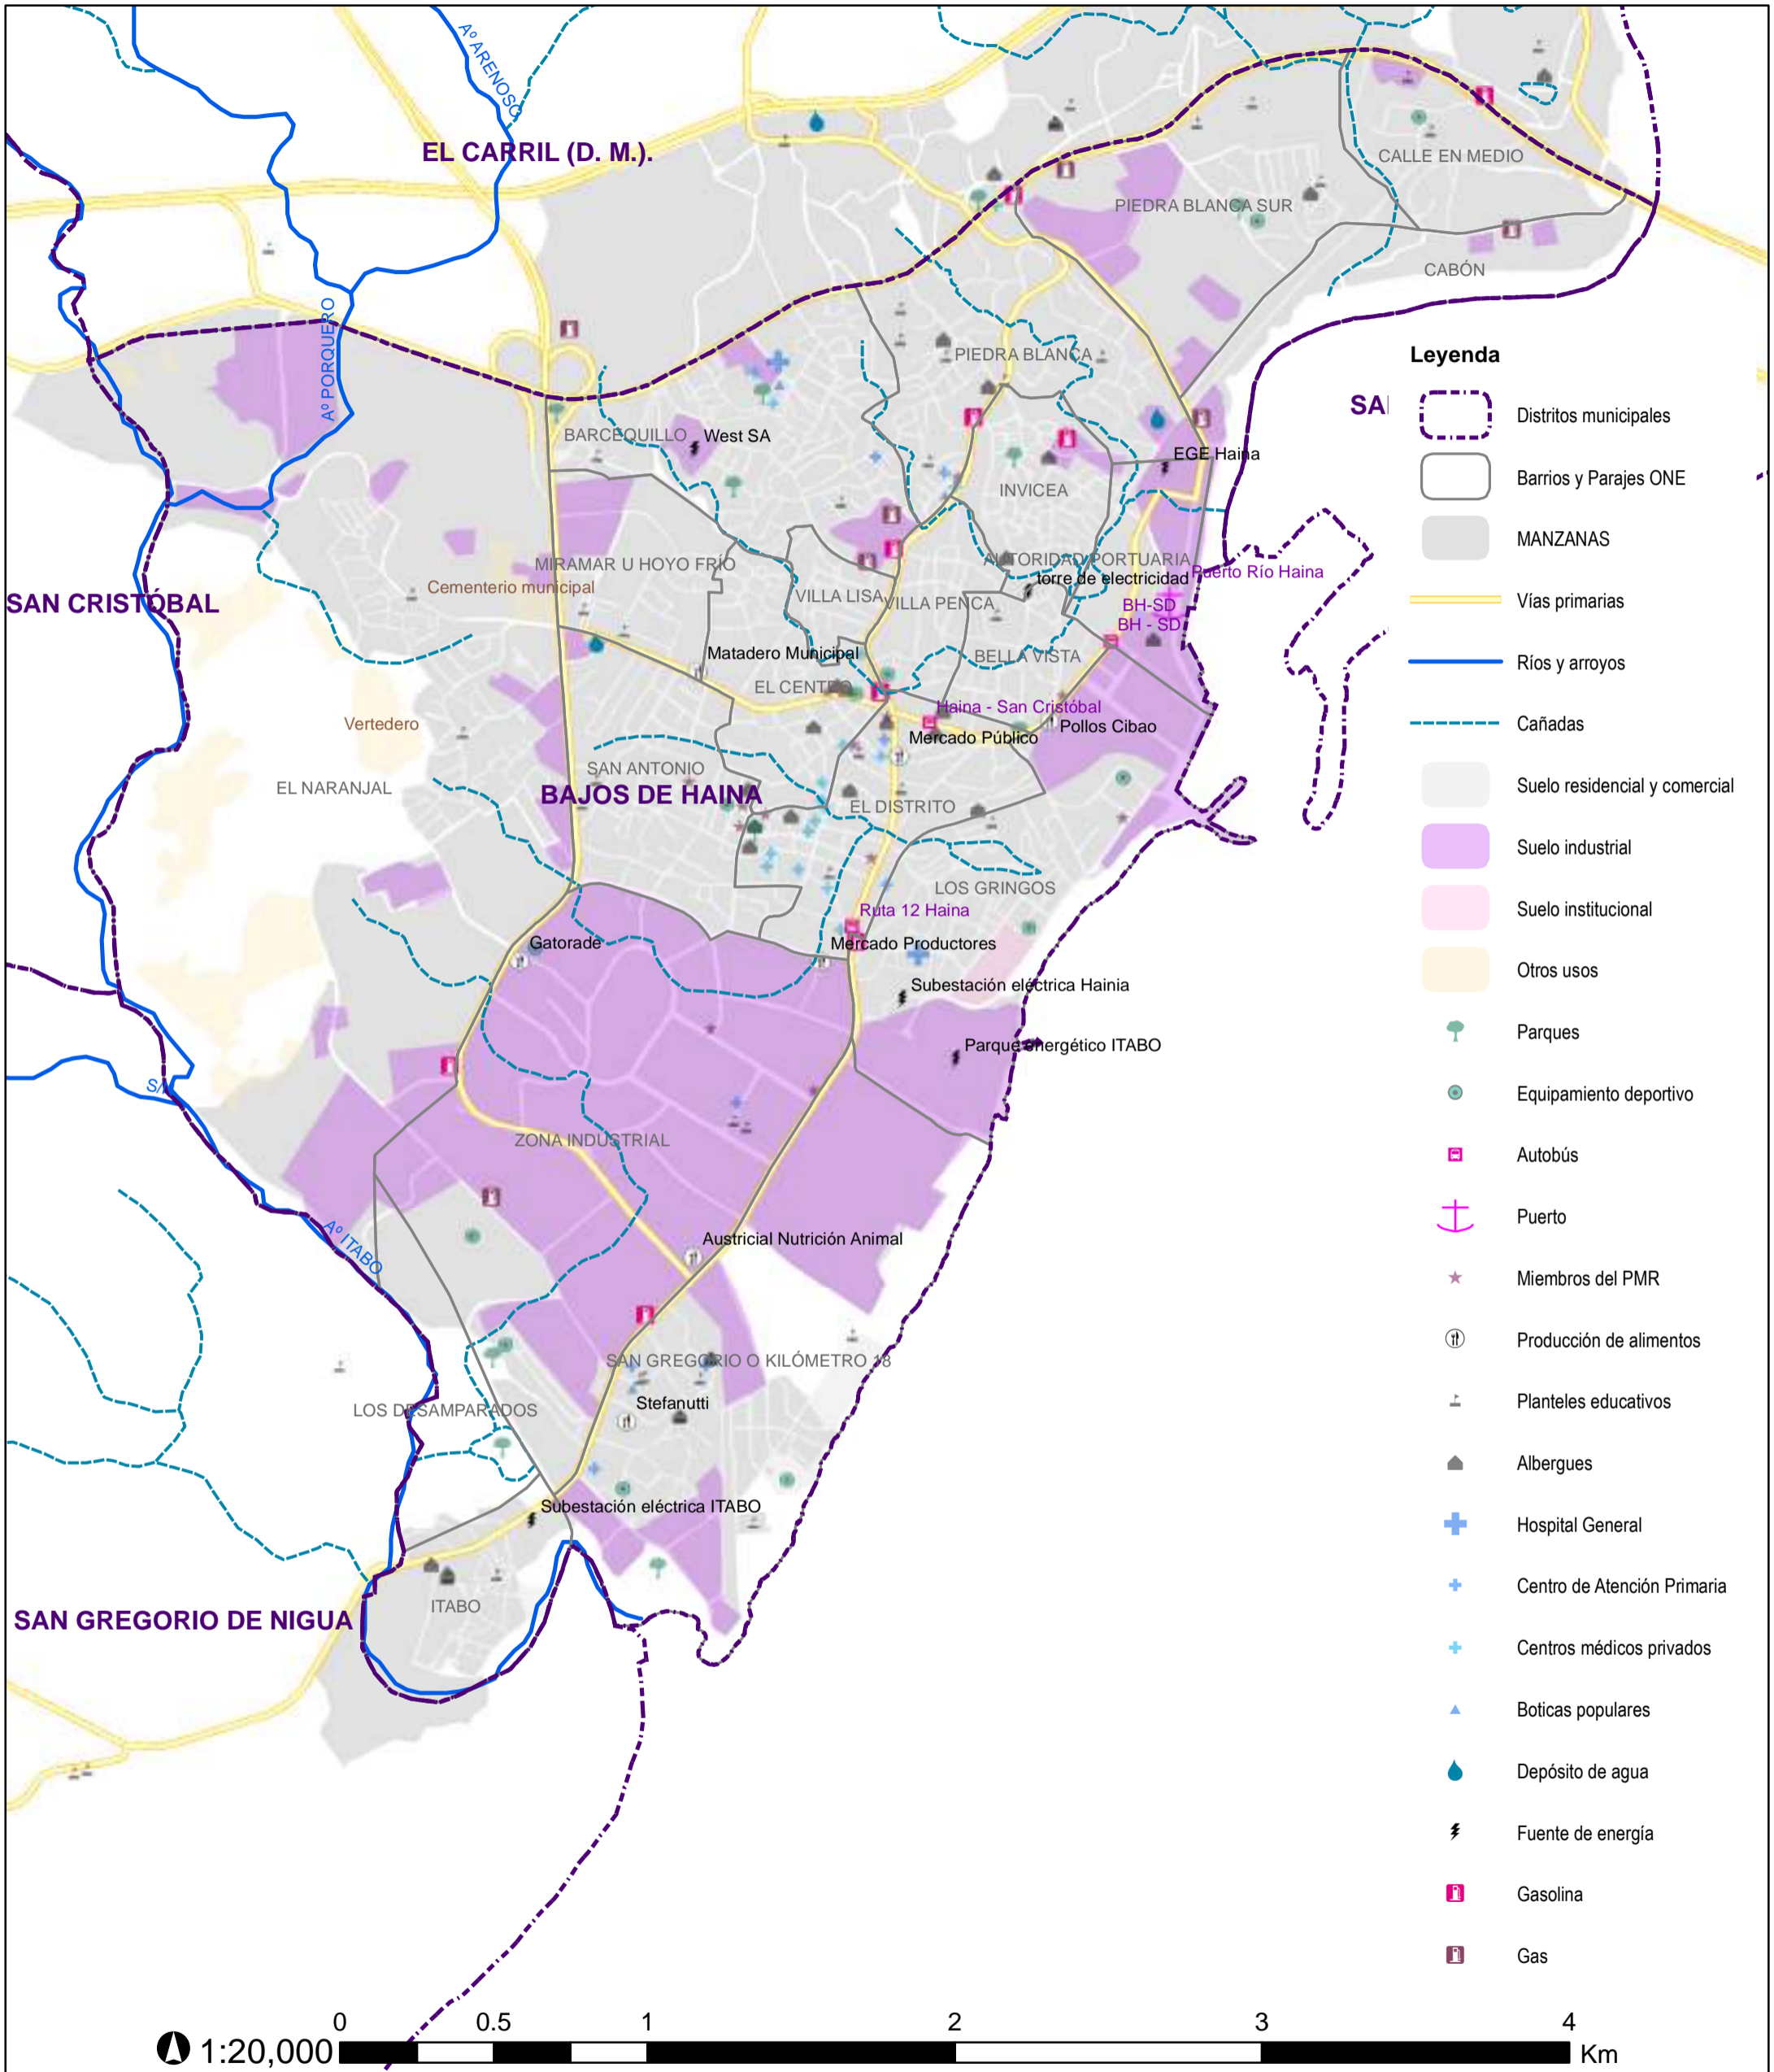 Aº ARENOSO
EL CARRIL (D. M.).
CALLE EN MEDIO
PIEDRA BLANCA SUR
CABÓN
Aº PORQUERO
PIEDRA BLANCA
BARCEQUILLO
West SA
EGE Haina
INVICEA
MIRAMAR U HOYO FRÍO
AUTORIDAD PORTUARIA
Puerto Río Haina
torre de electricidad
Cementerio municipal
VILLA LISA
VILLA PENCA
BH-SD
BH - SD
SAN CRISTÓBAL
Matadero Municipal
BELLA VISTA
EL CENTRO
Haina - San Cristóbal
Vertedero
Pollos Cibao
Mercado Público
SAN ANTONIO
EL NARANJAL
BAJOS DE HAINA
EL DISTRITO
LOS GRINGOS
Ruta 12 Haina
Gatorade
Mercado Productores
Subestación eléctrica Hainia
Parque énergético ITABO
ZONA INDUSTRIAL
Aº ITABO
Austricial Nutrición Animal
SAN GREGORIO O KILÓMETRO 18
Stefanutti
LOS DESAMPARADOS
Subestación eléctrica ITABO
ITABO
SAN GREGORIO DE NIGUA
Leyenda
Distritos municipales
Barrios y Parajes ONE
MANZANAS
Vías primarias
Ríos y arroyos
Cañadas
Suelo residencial y comercial
Suelo industrial
Suelo institucional
Otros usos
Parques
Equipamiento deportivo
Autobús
Puerto
Miembros del PMR
Producción de alimentos
Planteles educativos
Albergues
Hospital General
Centro de Atención Primaria
Centros médicos privados
Boticas populares
Depósito de agua
Fuente de energía
Gasolina
Gas
0 0.5 1 2 3 4
1:20,000
Km